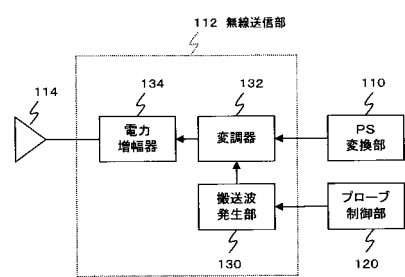 112 無線送信部
114
134
132
110
電力
増幅器
変調器
PS
変換部
搬送波
発生部
プローブ
制御部
130
120